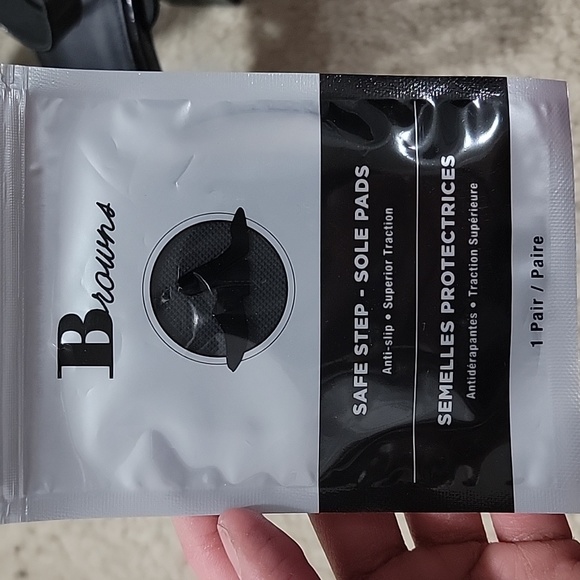 Browns
SAFE STEP - SOLE PADS
Anti-slip • Superior Traction
SEMELLES PROTECTRICES
Antidérapantes • Traction Supérieure
1 Pair / Paire